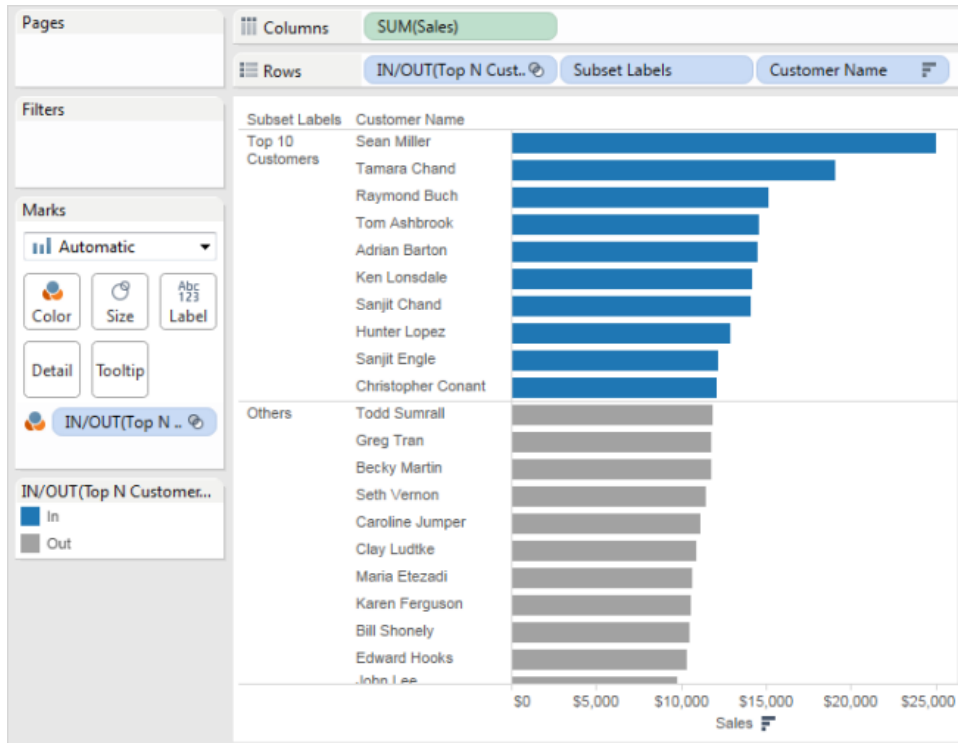 Pages
Columns
SUM(Sales)
Rows
IN/OUT(Top N Cust..
Subset Labels
Customer Name
Filters
Marks
Automatic
Color
Size
Abc
123
Label
Detail
Tooltip
IN/OUT(Top N ..
IN/OUT(Top N Customer...
In
Out
Subset Labels
Customer Name
Top 10
Customers
Sean Miller
Tamara Chand
Raymond Buch
Tom Ashbrook
Adrian Barton
Ken Lonsdale
Sanjit Chand
Hunter Lopez
Sanjit Engle
Christopher Conant
Others
Todd Sumrall
Greg Tran
Becky Martin
Seth Vernon
Caroline Jumper
Clay Ludtke
Maria Etezadi
Karen Ferguson
Bill Shonely
Edward Hooks
John Lee
$0
$5,000
$10,000
$15,000
$20,000
$25,000
Sales